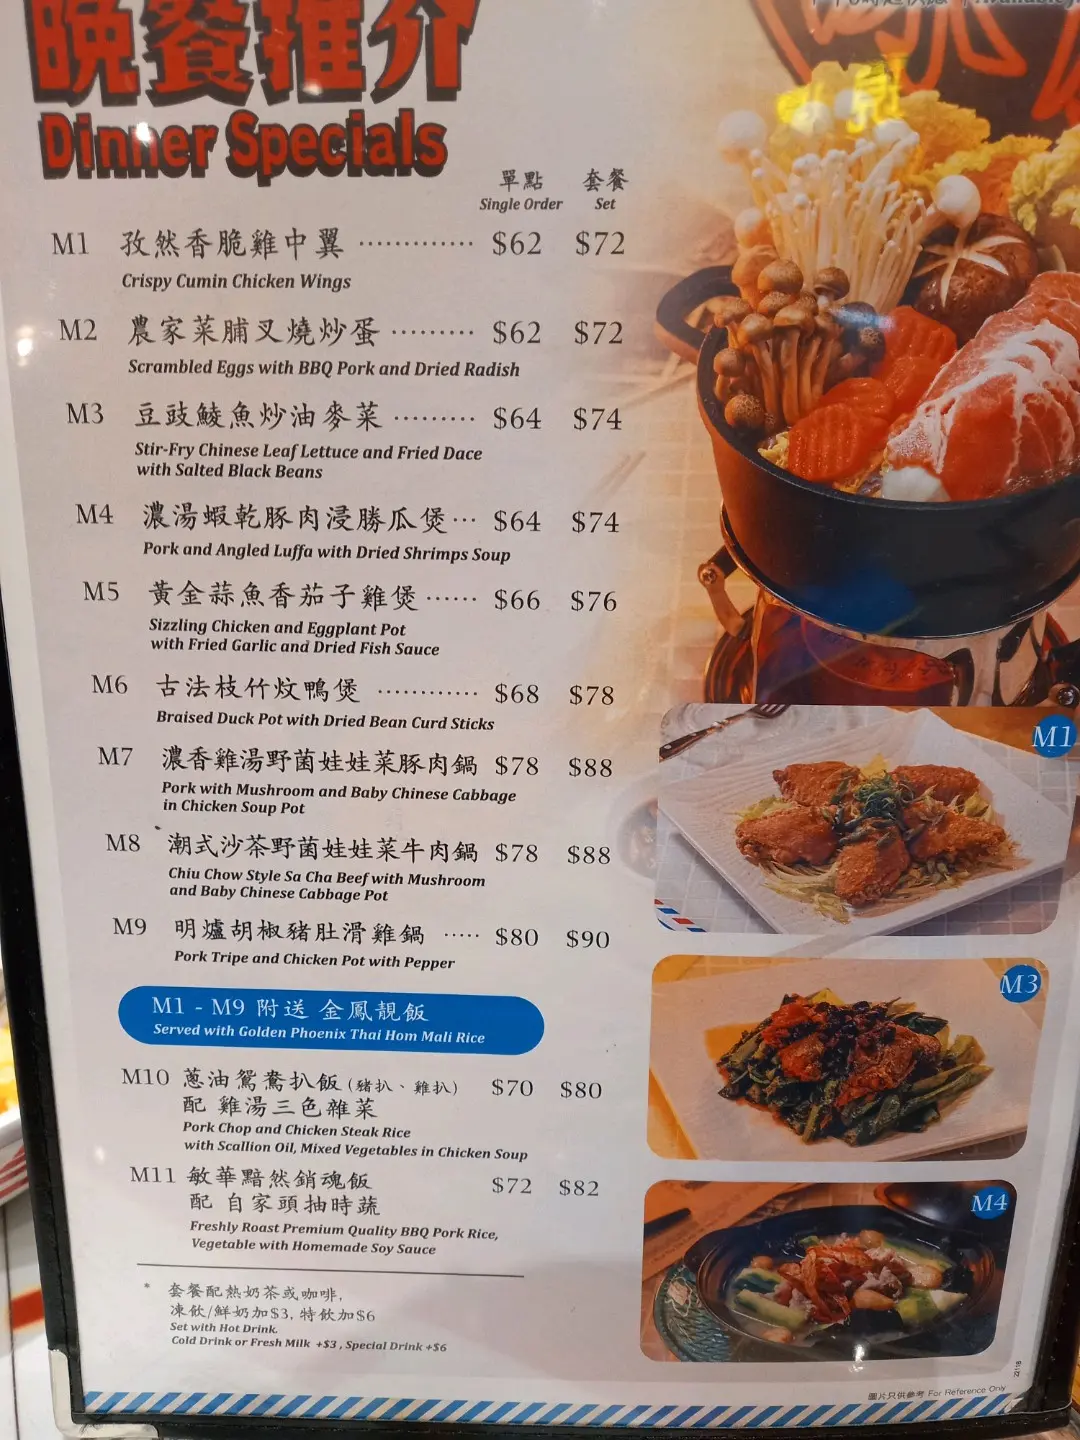 晚餐推介
Dinner Specials
單點 套餐
Single Order Set
M1 孜然香脆雞中翼 ············· $62 $72
Crispy Cumin Chicken Wings
M2 農家菜脯叉燒炒蛋 ········· $62 $72
Scrambled Eggs with BBQ Pork and Dried Radish
M3 豆豉鯪魚炒油麥菜 ········· $64 $74
Stir-Fry Chinese Leaf Lettuce and Fried Dace
with Salted Black Beans
M4 濃湯蝦乾豚肉浸勝瓜煲··· $64 $74
Pork and Angled Luffa with Dried Shrimps Soup
M5 黃金蒜魚香茄子雞煲······ $66 $76
Sizzling Chicken and Eggplant Pot
with Fried Garlic and Dried Fish Sauce
M6 古法枝竹炆鴨煲 ············ $68 $78
Braised Duck Pot with Dried Bean Curd Sticks
M7 濃香雞湯野菌娃娃菜豚肉鍋 $78 $88
Pork with Mushroom and Baby Chinese Cabbage
in Chicken Soup Pot
M8 潮式沙茶野菌娃娃菜牛肉鍋 $78 $88
Chiu Chow Style Sa Cha Beef with Mushroom
and Baby Chinese Cabbage Pot
M9 明爐胡椒豬肚滑雞鍋 ····· $80 $90
Pork Tripe and Chicken Pot with Pepper
M1 - M9 附送 金鳳靚飯
Served with Golden Phoenix Thai Hom Mali Rice
M10 蔥油鴛鴦扒飯(豬扒、雞扒) $70 $80
配 雞湯三色雜菜
Pork Chop and Chicken Steak Rice
with Scallion Oil, Mixed Vegetables in Chicken Soup
M11 敏華黯然銷魂飯 $72 $82
配 自家頭抽時蔬
Freshly Roast Premium Quality BBQ Pork Rice,
Vegetable with Homemade Soy Sauce
* 套餐配熱奶茶或咖啡,
凍飲/鮮奶加$3, 特飲加$6
Set with Hot Drink.
Cold Drink or Fresh Milk +$3 , Special Drink +$6
M1
M3
M4
22118
圖片只供參考 For Reference Only